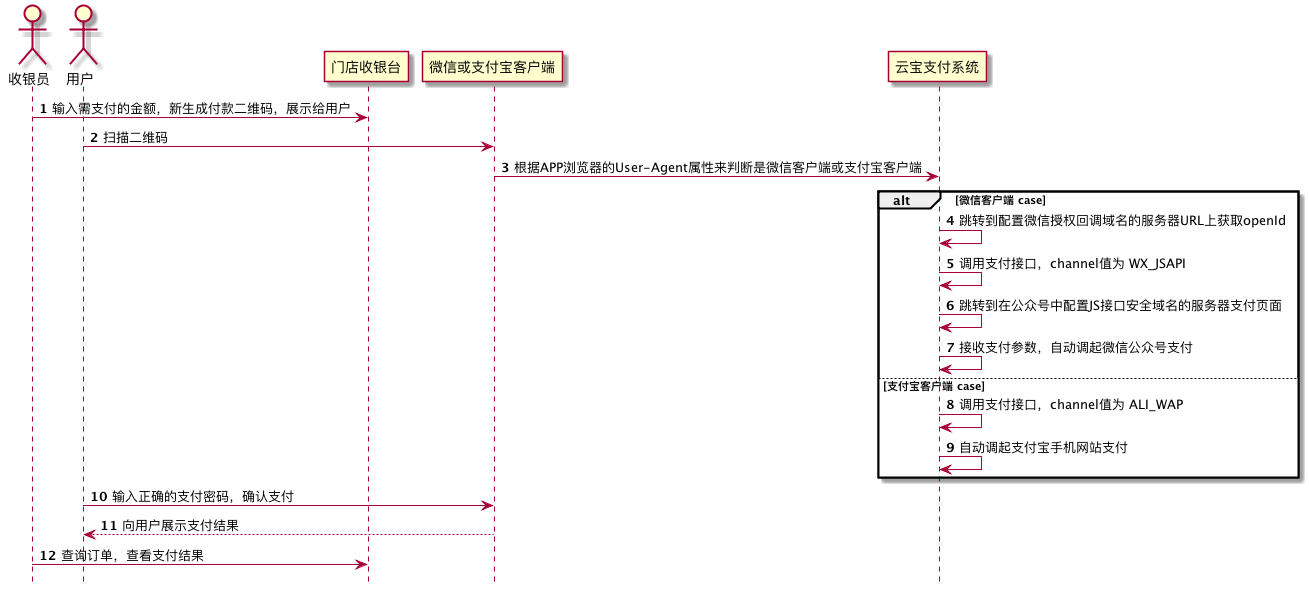 收银员
用户
门店收银台
微信或支付宝客户端
云宝支付系统
1 输入需支付的金额，新生成付款二维码，展示给用户
2 扫描二维码
3 根据APP浏览器的User-Agent属性来判断是微信客户端或支付宝客户端
alt [微信客户端 case]
4 跳转到配置微信授权回调域名的服务器URL上获取openId
5 调用支付接口，channel值为 WX_JSAPI
6 跳转到在公众号中配置JS接口安全域名的服务器支付页面
7 接收支付参数，自动调起微信公众号支付
[支付宝客户端 case]
8 调用支付接口，channel值为 ALI_WAP
9 自动调起支付宝手机网站支付
10 输入正确的支付密码，确认支付
11 向用户展示支付结果
12 查询订单，查看支付结果